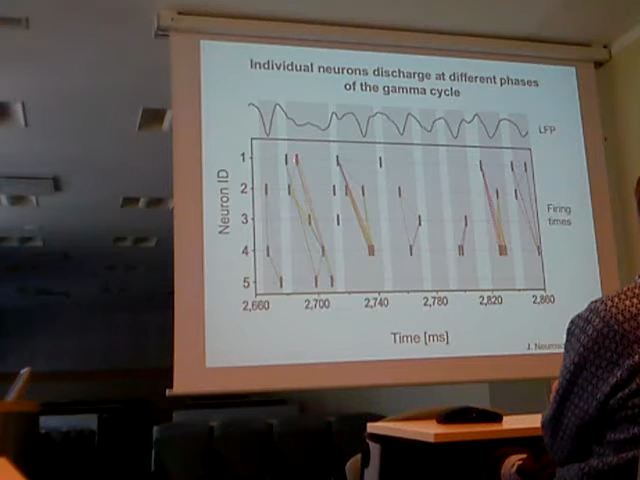 Individual neurons discharge at different phases
of the gamma cycle
LFP
Neuron ID
1
2
3
4
5
Firing
times
2,660
2,700
2,740
2,780
2,820
2,860
Time [ms]
J.